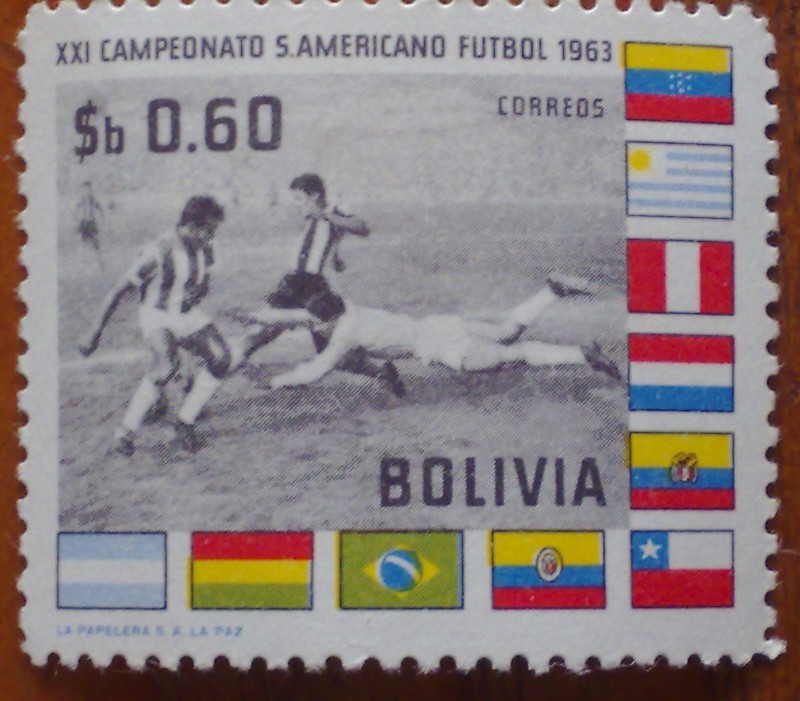 XXI CAMPEONATO S.AMERICANO FUTBOL 1963
$b 0.60
CORREOS
BOLIVIA
LA PAPELERA S. A. LA PAZ